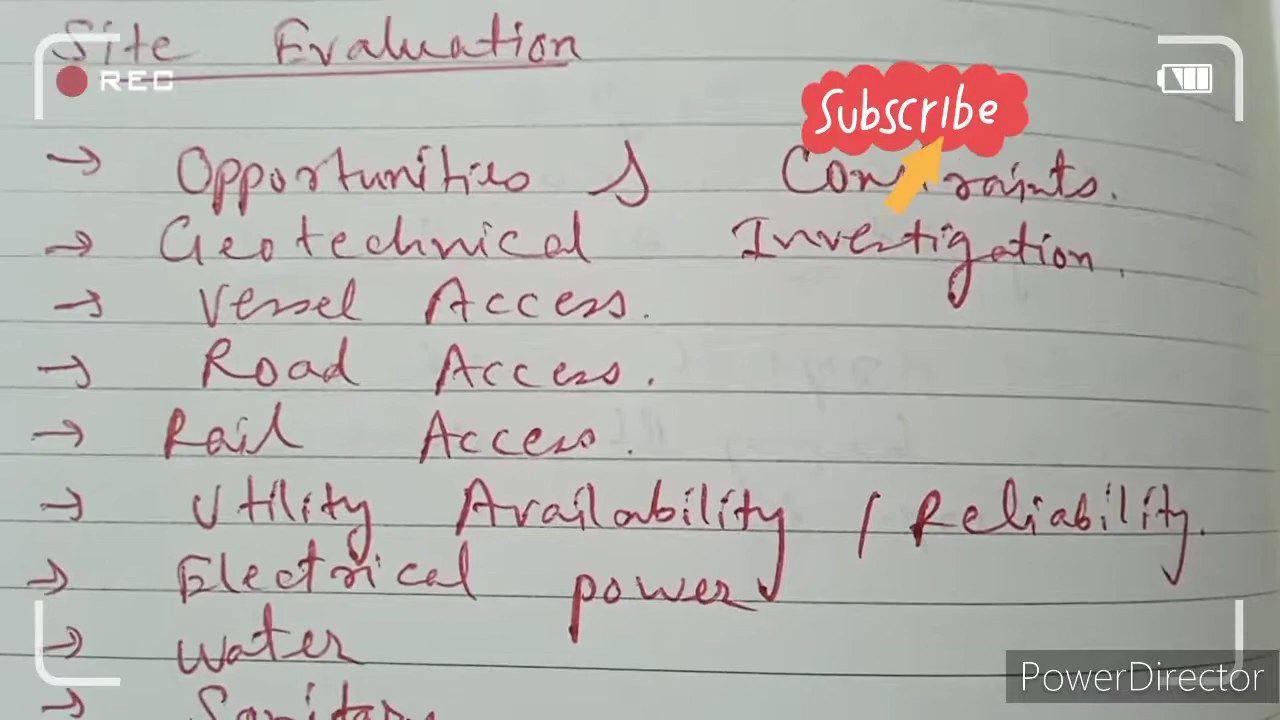 Site Evaluation
REC
Subscribe
→ Opportunities & Constraints.
→ Geotechnical Investigation.
→ Vessel Access.
→ Road Access.
→ Rail Access.
→ Utility Availability / Reliability.
→ Electrical power
→ Water
→ Sanitary
PowerDirector